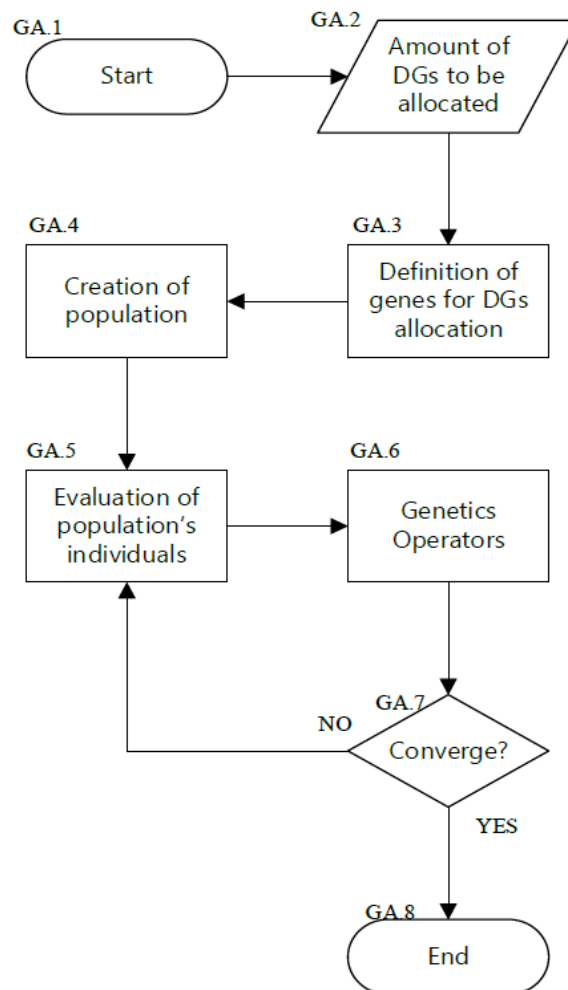 GA.1
Start
GA.2
Amount of
DGs to be
allocated
GA.3
Definition of
genes for DGs
allocation
GA.4
Creation of
population
GA.5
Evaluation of
population's
individuals
GA.6
Genetics
Operators
GA.7
Converge?
NO
YES
GA.8
End